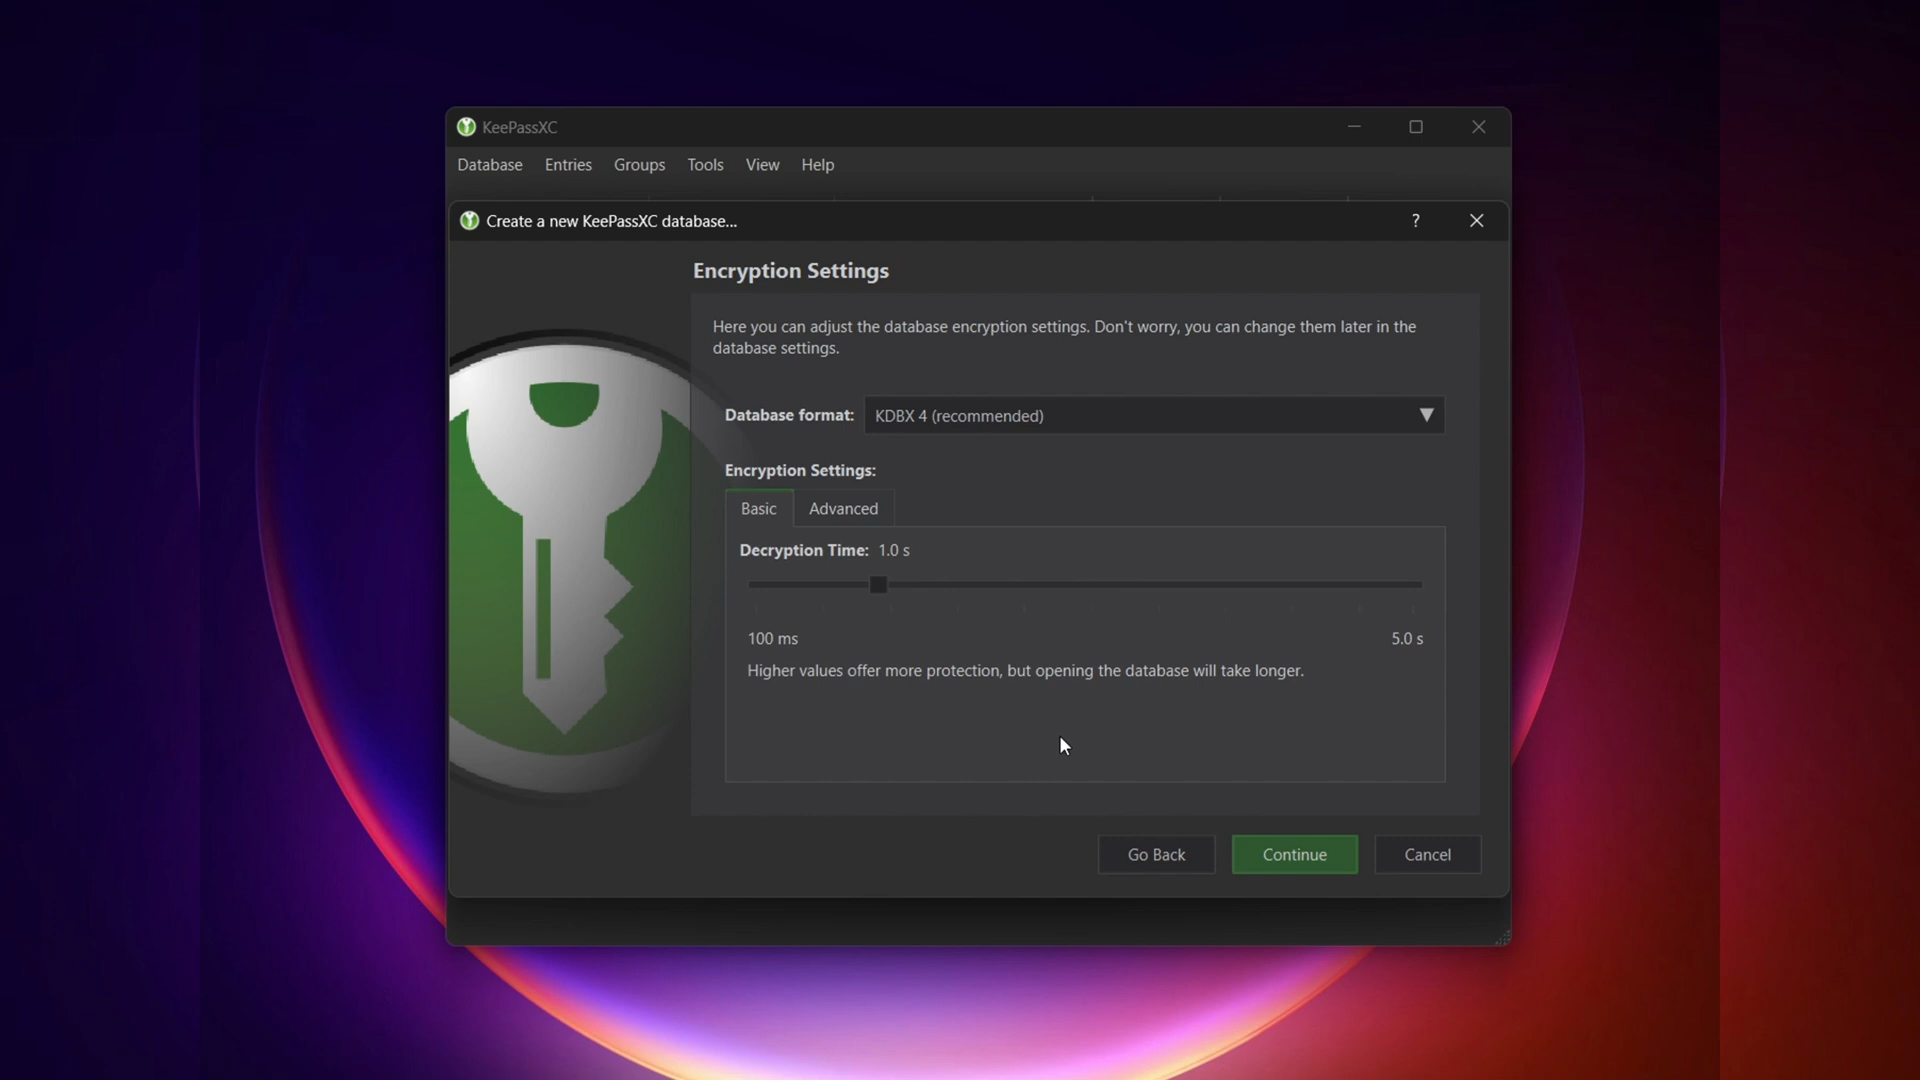 KeePassXC
Database Entries Groups Tools View Help
Create a new KeePassXC database...
?
Encryption Settings
Here you can adjust the database encryption settings. Don't worry, you can change them later in the
database settings.
Database format: KDBX 4 (recommended)
Encryption Settings:
Basic Advanced
Decryption Time: 1.0 s
100 ms 5.0 s
Higher values offer more protection, but opening the database will take longer.
Go Back Continue Cancel